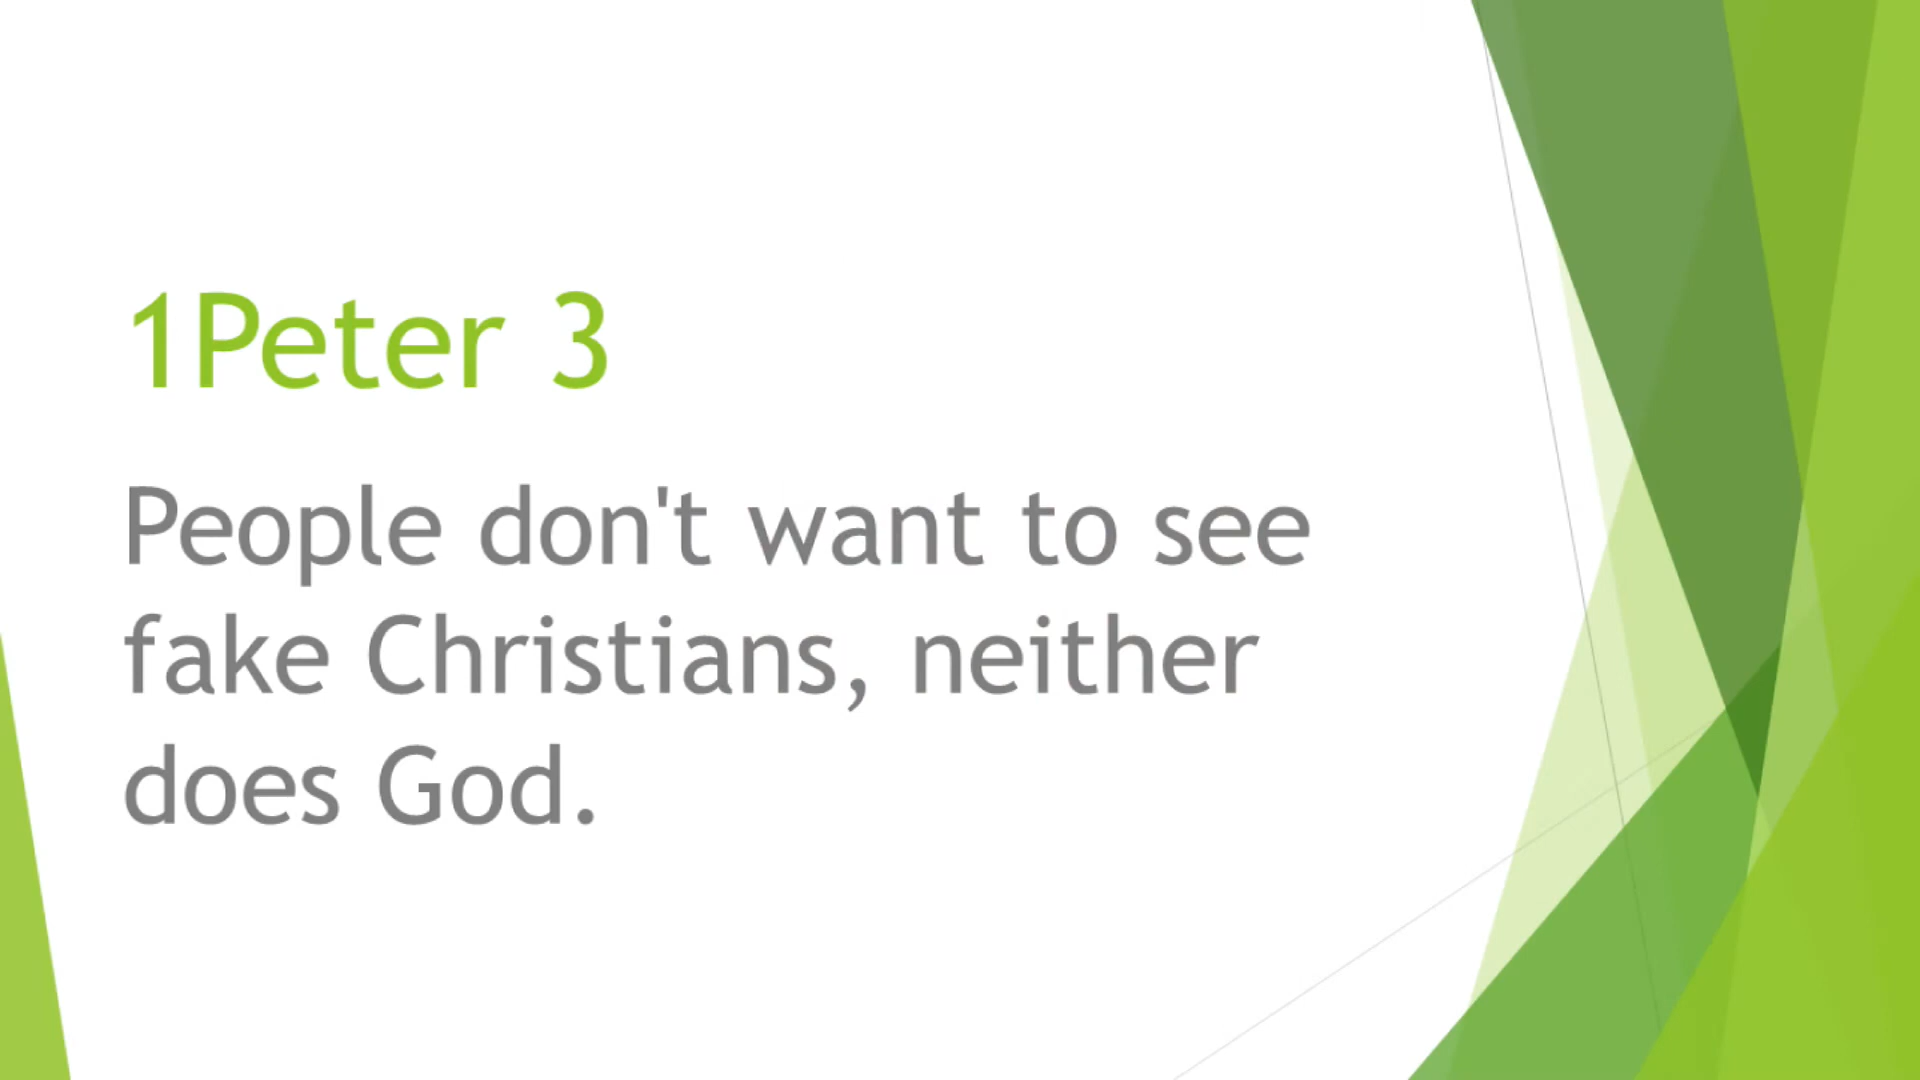 1Peter 3
People don't want to see
fake Christians, neither
does God.